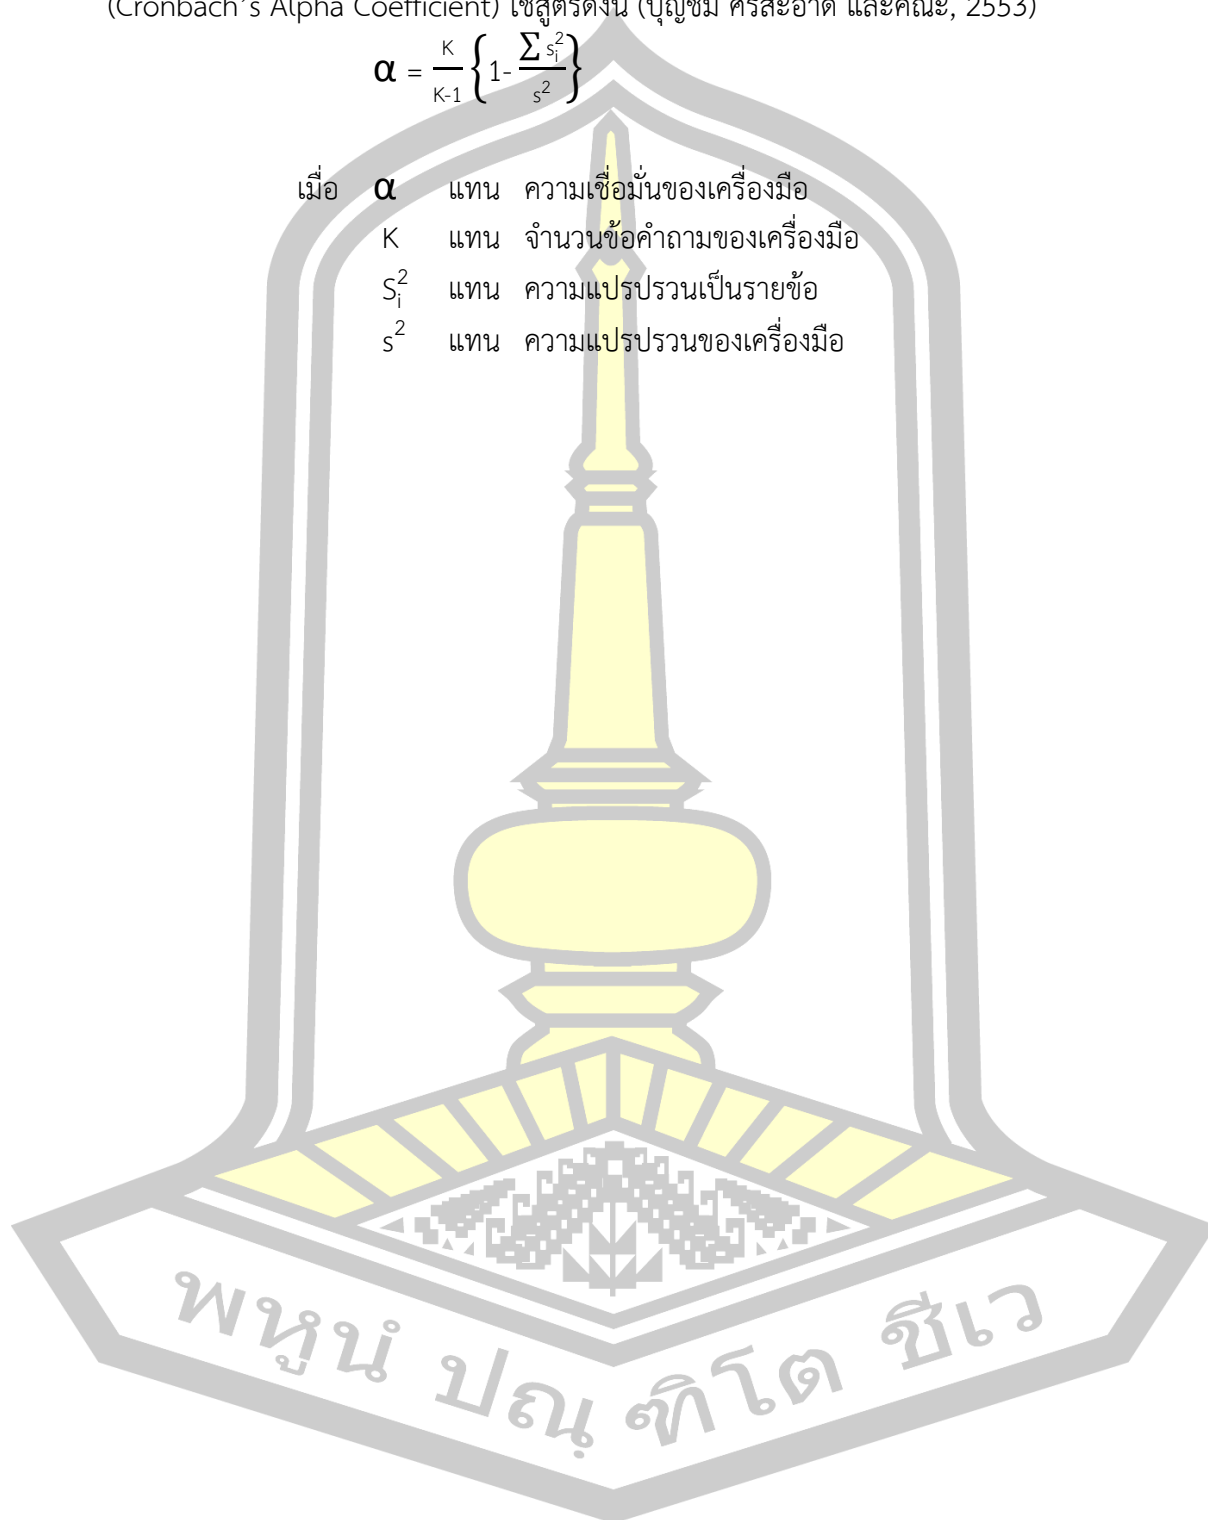 (Cronbach's Alpha Coefficient) ใช้สูตรดังนี้ (บุญชม ศรีสะอาด และคณะ, 2553)
α = K/K-1 {1- ∑ s_i^2/s^2}
เมื่อ α แทน ความเชื่อมั่นของเครื่องมือ
K แทน จำนวนข้อคำถามของเครื่องมือ
S_i^2 แทน ความแปรปรวนเป็นรายข้อ
s^2 แทน ความแปรปรวนของเครื่องมือ
พหูนํ ปณฺฑิโต ชีเว